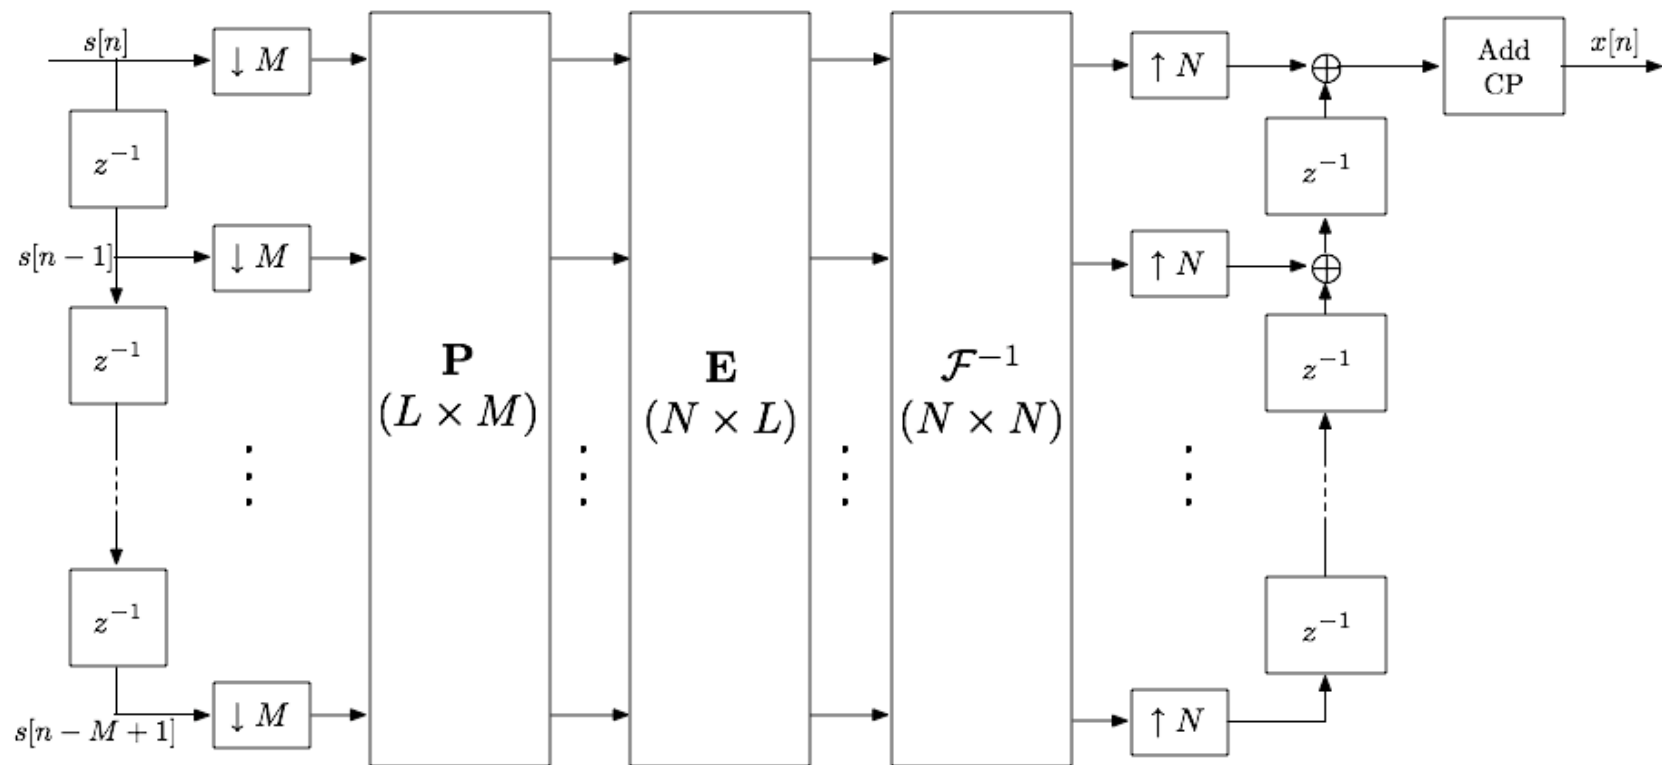 s[n]
↓ M
P
(L × M)
E
(N × L)
𝓕⁻¹
(N × N)
↑ N
Add
CP
x[n]
z⁻¹
z⁻¹
s[n − 1]
↓ M
↑ N
z⁻¹
z⁻¹
z⁻¹
z⁻¹
s[n − M + 1]
↓ M
↑ N